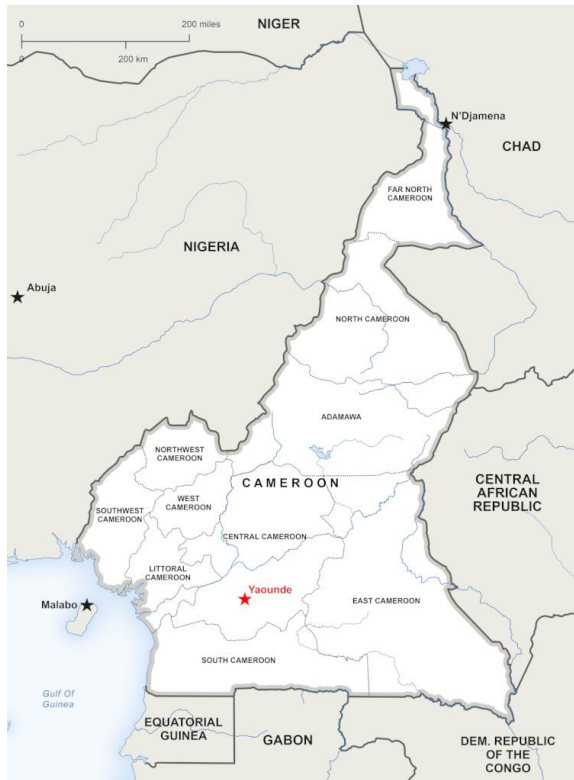 NIGER
0
200 miles
0
200 km
N'Djamena
CHAD
FAR NORTH
CAMEROON
NIGERIA
Abuja
NORTH CAMEROON
ADAMAWA
NORTHWEST
CAMEROON
CENTRAL
AFRICAN
REPUBLIC
CAMEROON
WEST
CAMEROON
SOUTHWEST
CAMEROON
CENTRAL CAMEROON
LITTORAL
CAMEROON
Yaounde
EAST CAMEROON
Malabo
SOUTH CAMEROON
Gulf Of
Guinea
EQUATORIAL
GUINEA
GABON
DEM. REPUBLIC
OF THE
CONGO